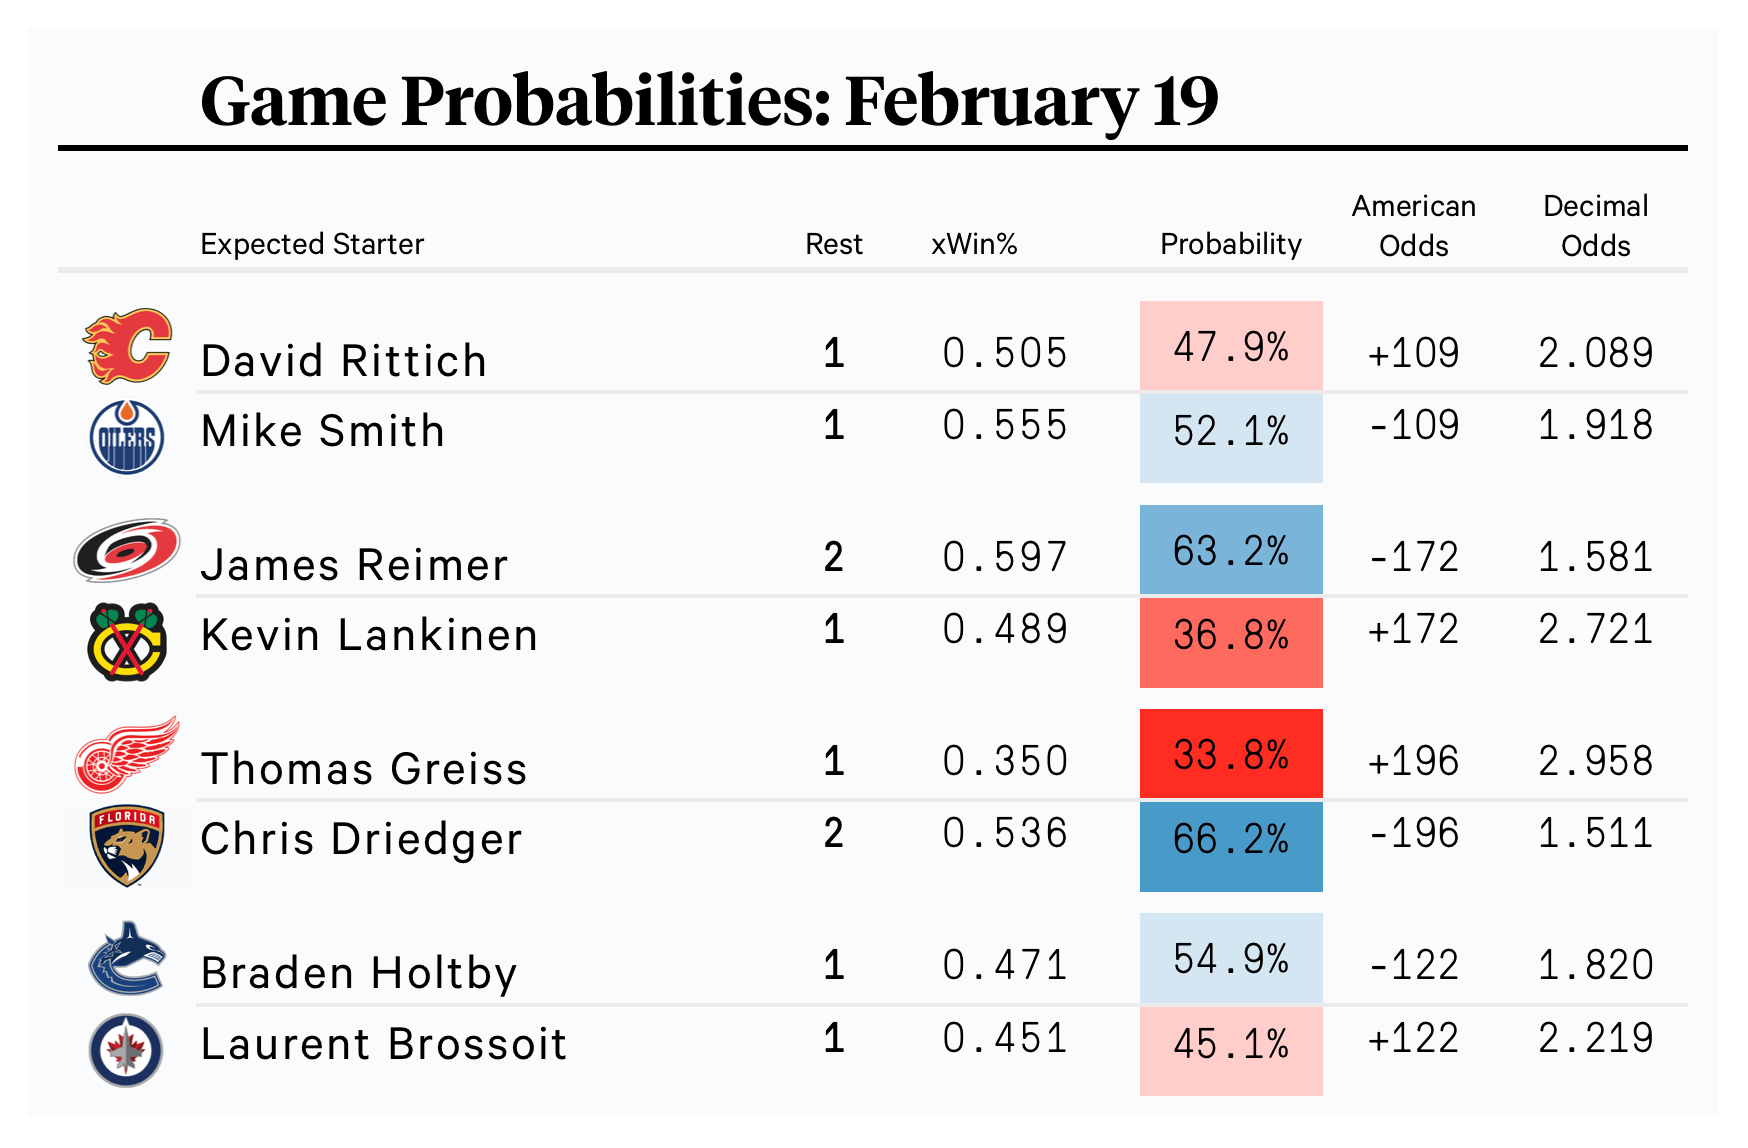 Game Probabilities: February 19
Expected Starter Rest xWin% Probability American Odds Decimal Odds
David Rittich 1 0.505 47.9% +109 2.089
OILERS
Mike Smith 1 0.555 52.1% -109 1.918
James Reimer 2 0.597 63.2% -172 1.581
Kevin Lankinen 1 0.489 36.8% +172 2.721
Thomas Greiss 1 0.350 33.8% +196 2.958
FLORIDA
Chris Driedger 2 0.536 66.2% -196 1.511
Braden Holtby 1 0.471 54.9% -122 1.820
Laurent Brossoit 1 0.451 45.1% +122 2.219